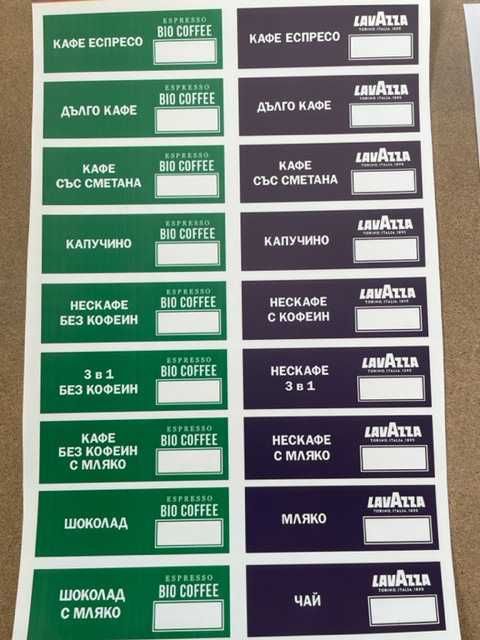 КАФЕ ЕСПРЕСО
ESPRESSO
BIO COFFEE
КАФЕ ЕСПРЕСО
LAVAZZA
TORINO, ITALIA, 1895
ДЪЛГО КАФЕ
ESPRESSO
BIO COFFEE
ДЪЛГО КАФЕ
LAVAZZA
TORINO, ITALIA, 1895
КАФЕ
СЪС СМЕТАНА
ESPRESSO
BIO COFFEE
КАФЕ
СЪС СМЕТАНА
LAVAZZA
TORINO, ITALIA, 1895
КАПУЧИНО
ESPRESSO
BIO COFFEE
КАПУЧИНО
LAVAZZA
TORINO, ITALIA, 1895
НЕСКАФЕ
БЕЗ КОФЕИН
ESPRESSO
BIO COFFEE
НЕСКАФЕ
С КОФЕИН
LAVAZZA
TORINO, ITALIA, 1895
3 в 1
БЕЗ КОФЕИН
ESPRESSO
BIO COFFEE
НЕСКАФЕ
3 в 1
LAVAZZA
TORINO, ITALIA, 1895
КАФЕ
БЕЗ КОФЕИН
С МЛЯКО
ESPRESSO
BIO COFFEE
НЕСКАФЕ
С МЛЯКО
LAVAZZA
TORINO, ITALIA, 1895
ШОКОЛАД
ESPRESSO
BIO COFFEE
МЛЯКО
LAVAZZA
TORINO, ITALIA, 1895
ШОКОЛАД
С МЛЯКО
ESPRESSO
BIO COFFEE
ЧАЙ
LAVAZZA
TORINO, ITALIA, 1895